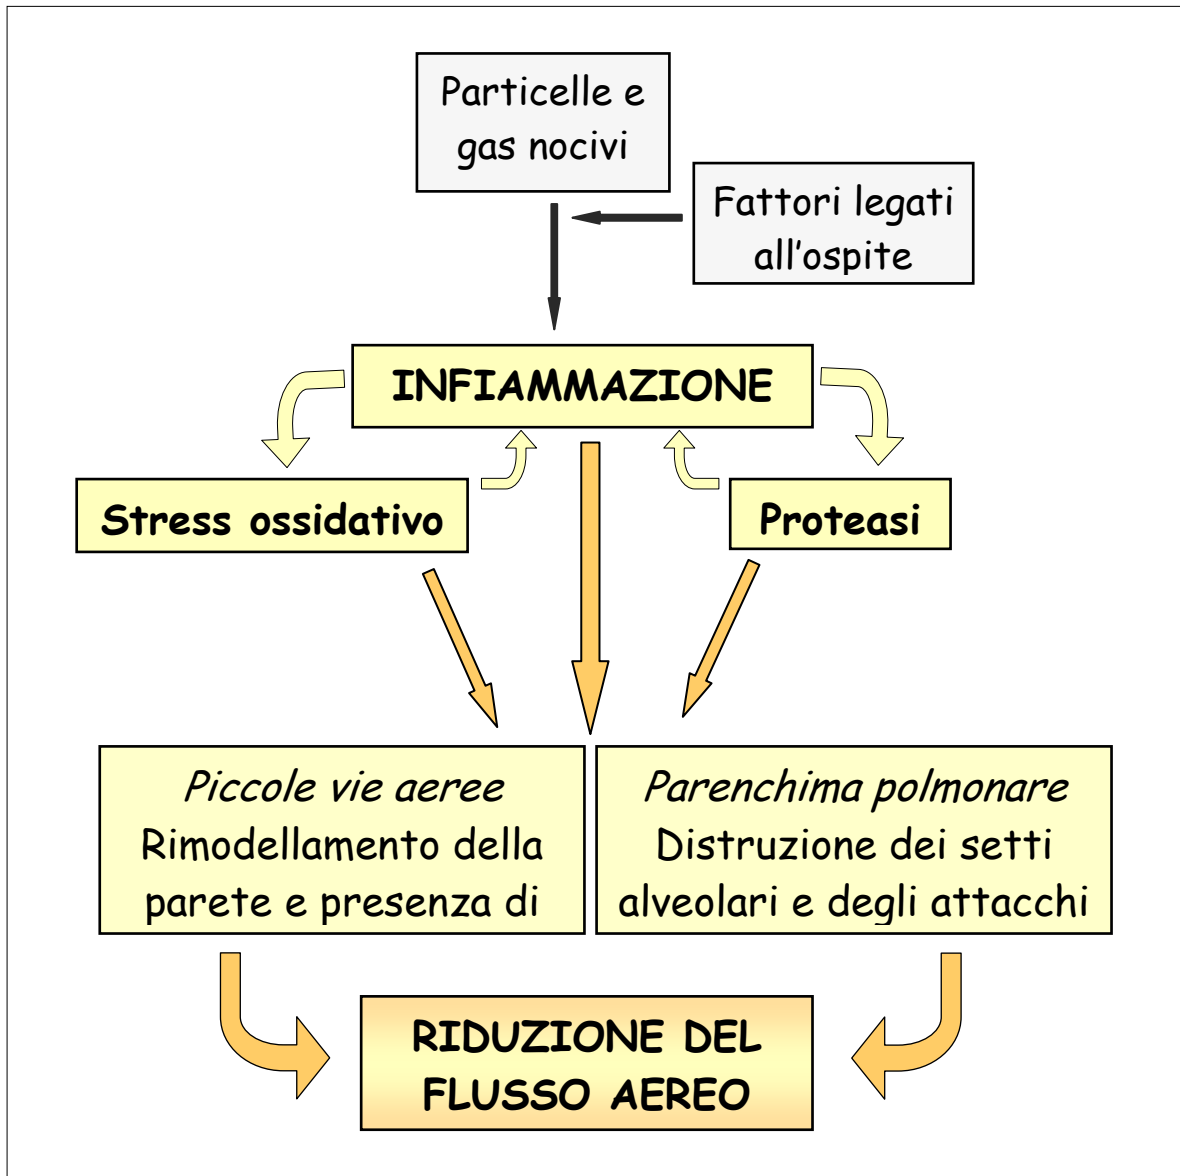 Particelle e
gas nocivi
Fattori legati
all'ospite
INFIAMMAZIONE
Stress ossidativo
Proteasi
Piccole vie aeree
Rimodellamento della
parete e presenza di
Parenchima polmonare
Distruzione dei setti
alveolari e degli attacchi
RIDUZIONE DEL
FLUSSO AEREO